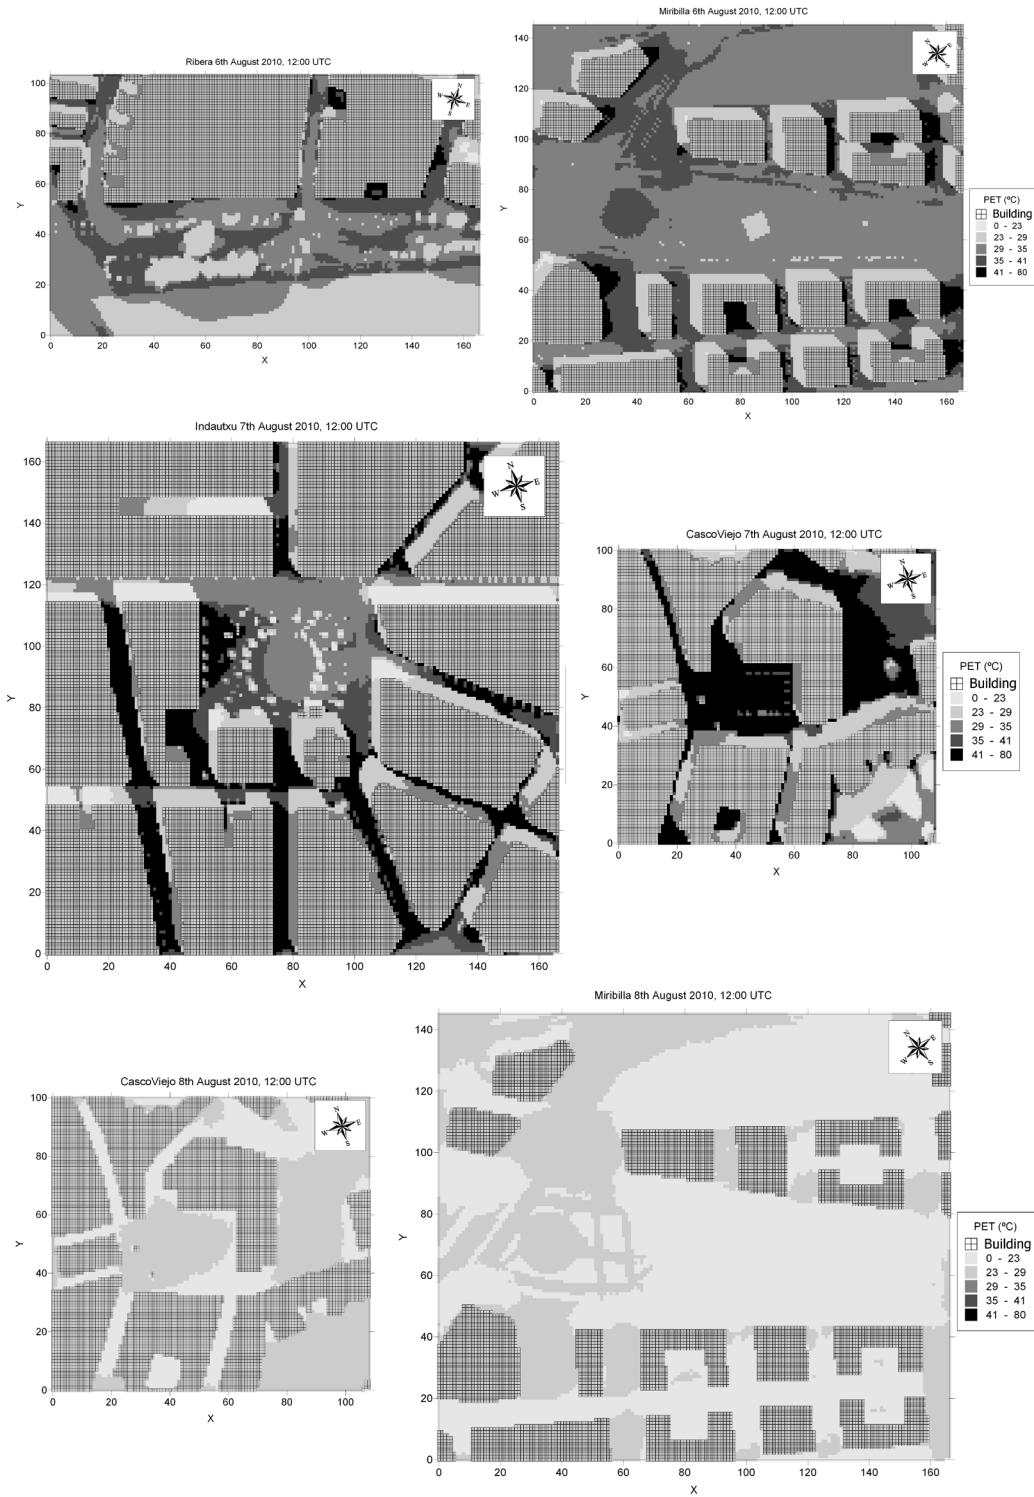 Ribera 6th August 2010, 12:00 UTC
100
80
60
40
20
0
Y
0 20 40 60 80 100 120 140 160
X
N
W E
S
Miribilla 6th August 2010, 12:00 UTC
140
120
100
80
60
40
20
0
Y
0 20 40 60 80 100 120 140 160
X
N
E
W
S
PET (ºC)
Building
0 - 23
23 - 29
29 - 35
35 - 41
41 - 80
Indautxu 7th August 2010, 12:00 UTC
160
140
120
100
80
60
40
20
0
Y
0 20 40 60 80 100 120 140 160
X
N
W E
S
CascoViejo 7th August 2010, 12:00 UTC
100
80
60
40
20
0
Y
0 20 40 60 80 100
X
N
E
W
S
PET (ºC)
Building
0 - 23
23 - 29
29 - 35
35 - 41
41 - 80
CascoViejo 8th August 2010, 12:00 UTC
100
80
60
40
20
0
Y
0 20 40 60 80 100
X
N
E
W
S
Miribilla 8th August 2010, 12:00 UTC
140
120
100
80
60
40
20
0
Y
0 20 40 60 80 100 120 140 160
X
N
E
W
S
PET (ºC)
Building
0 - 23
23 - 29
29 - 35
35 - 41
41 - 80